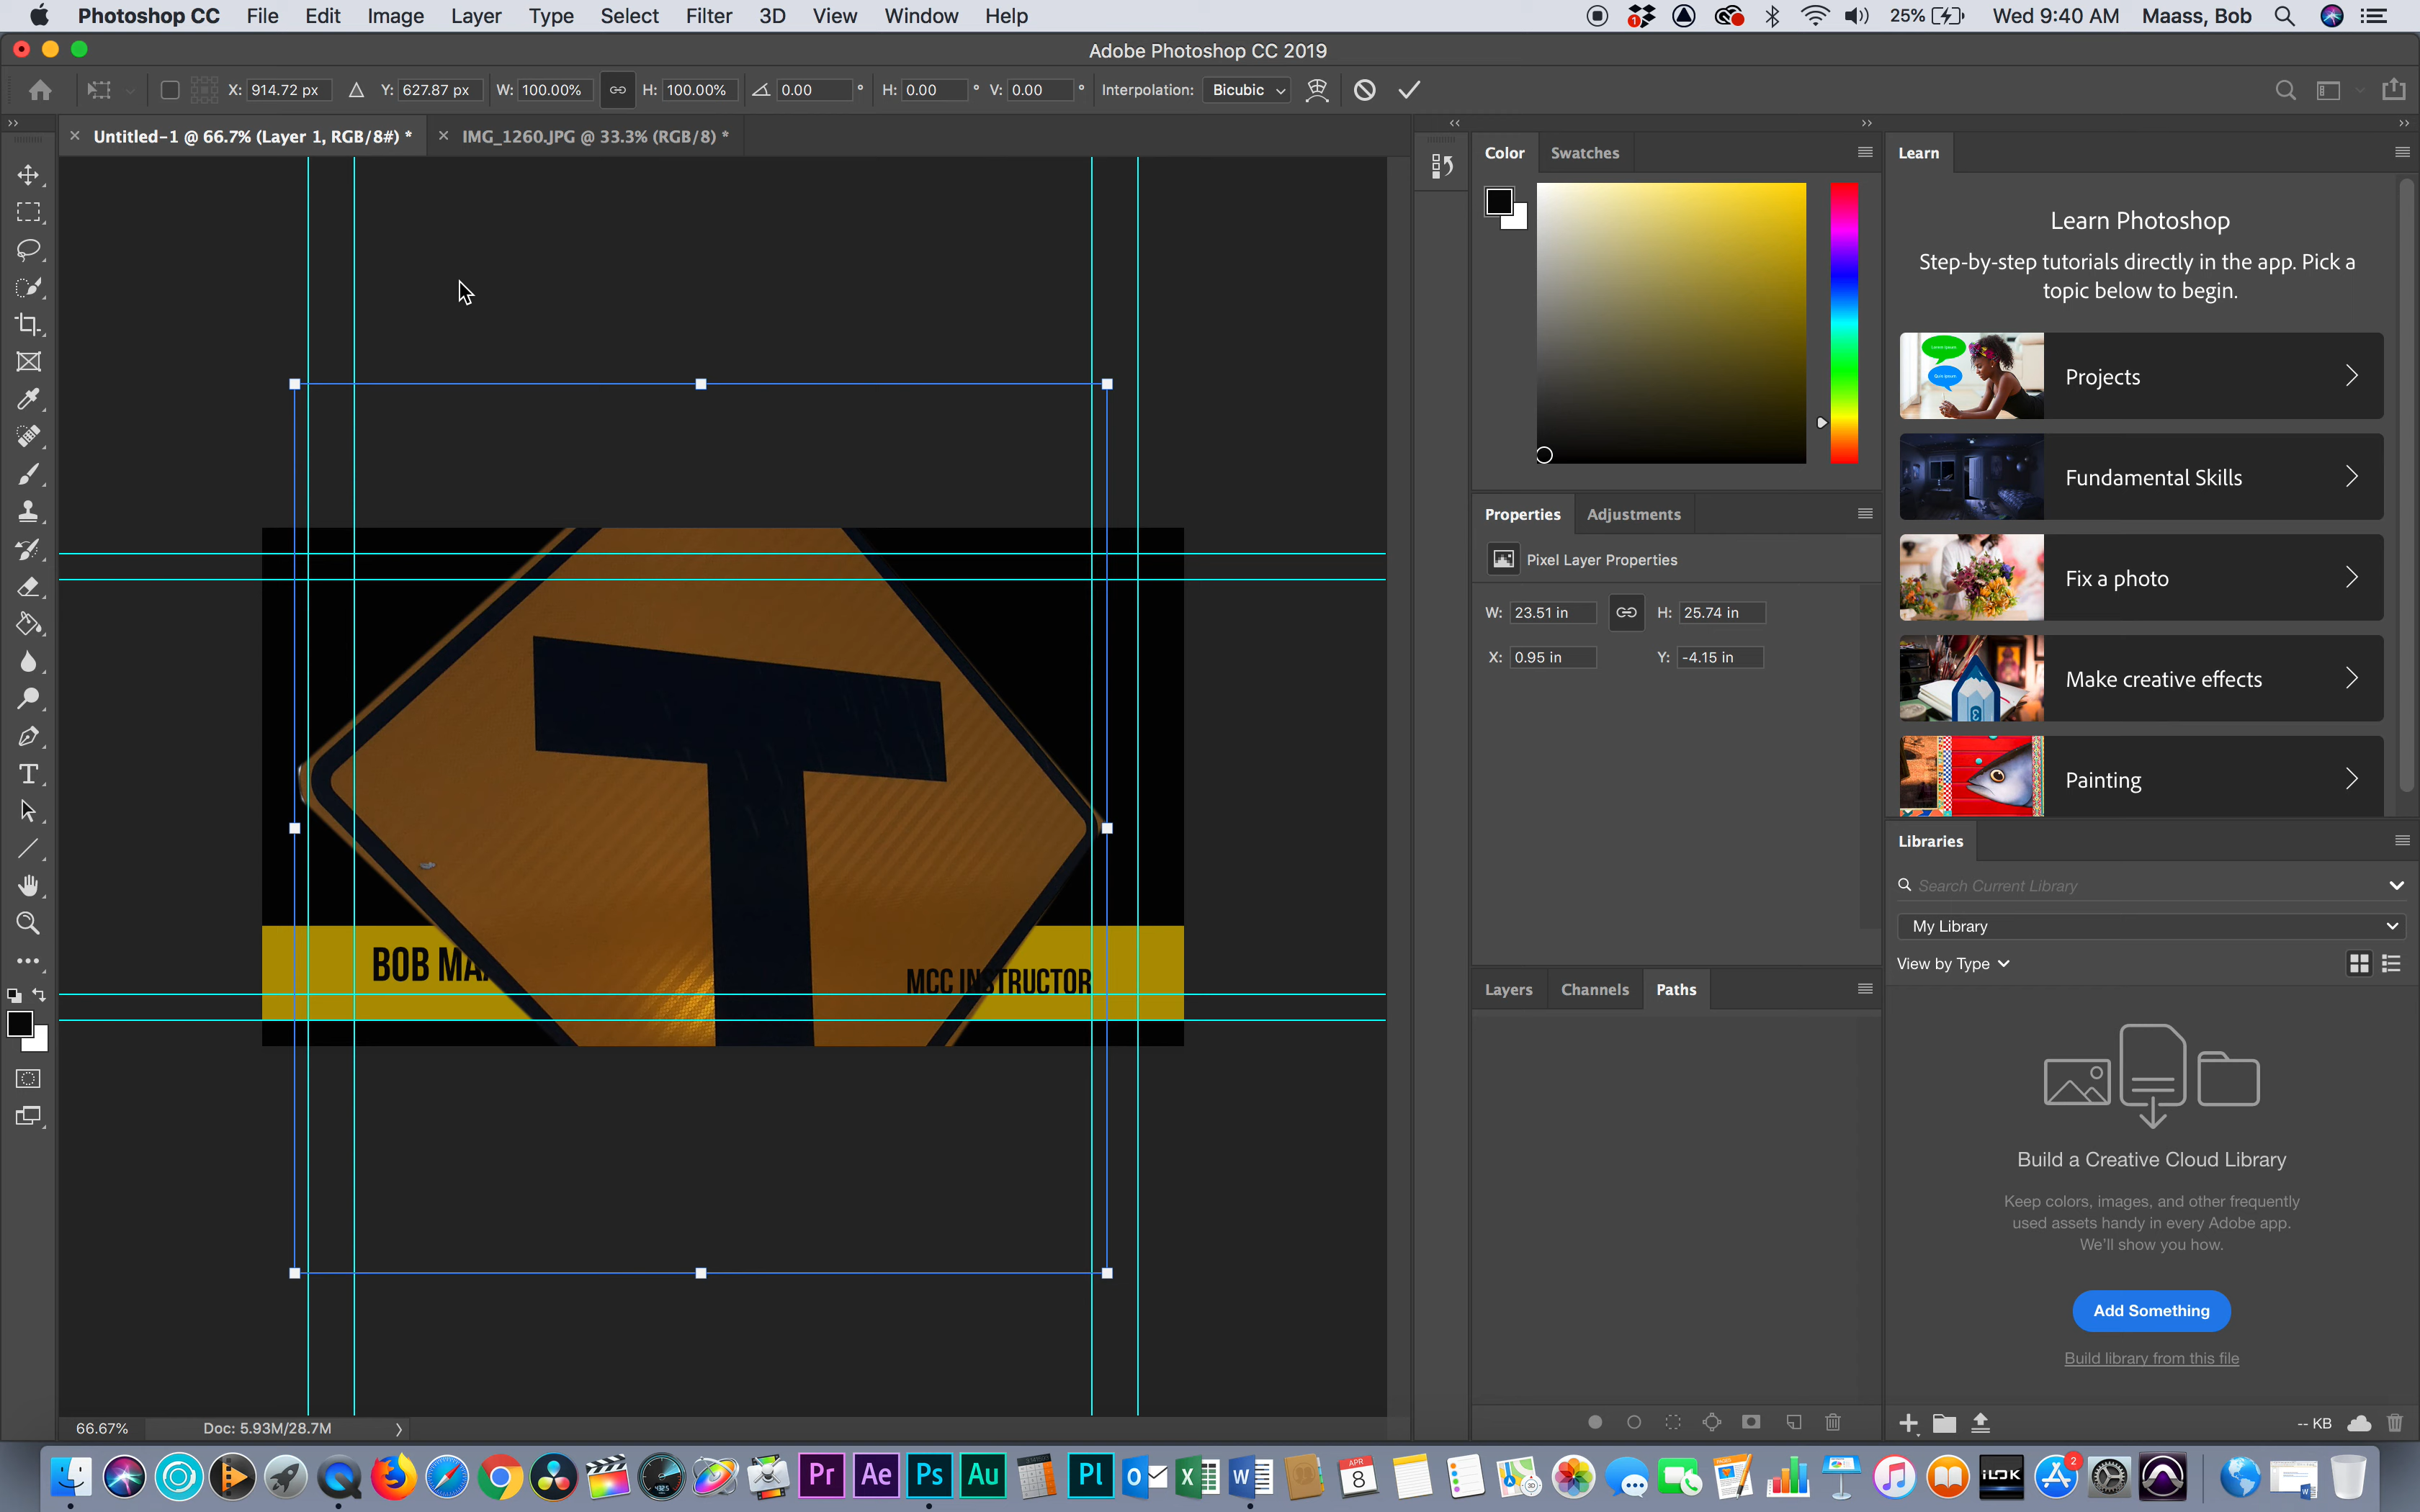 Photoshop CC File Edit Image Layer Type Select Filter 3D View Window Help 1 25% Wed 9:40 AM Maass, Bob
Adobe Photoshop CC 2019
X: 914.72 px Y: 627.87 px W: 100.00% H: 100.00% 0.00 ° H: 0.00 ° V: 0.00 ° Interpolation: Bicubic
Untitled-1 @ 66.7% (Layer 1, RGB/8#) * IMG_1260.JPG @ 33.3% (RGB/8) *
Color Swatches
Learn
Learn Photoshop
Step-by-step tutorials directly in the app. Pick a
topic below to begin.
Projects
Fundamental Skills
Fix a photo
Make creative effects
Painting
Properties Adjustments
Pixel Layer Properties
W: 23.51 in H: 25.74 in
X: 0.95 in Y: -4.15 in
BOB MA
MCC INSTRUCTOR
Layers Channels Paths
Libraries
Search Current Library
My Library
View by Type
Build a Creative Cloud Library
Keep colors, images, and other frequently
used assets handy in every Adobe app.
We'll show you how.
Add Something
Build library from this file
66.67% Doc: 5.93M/28.7M
-- KB
Pr Ae Ps Au Pl APR 8 iLOK 2